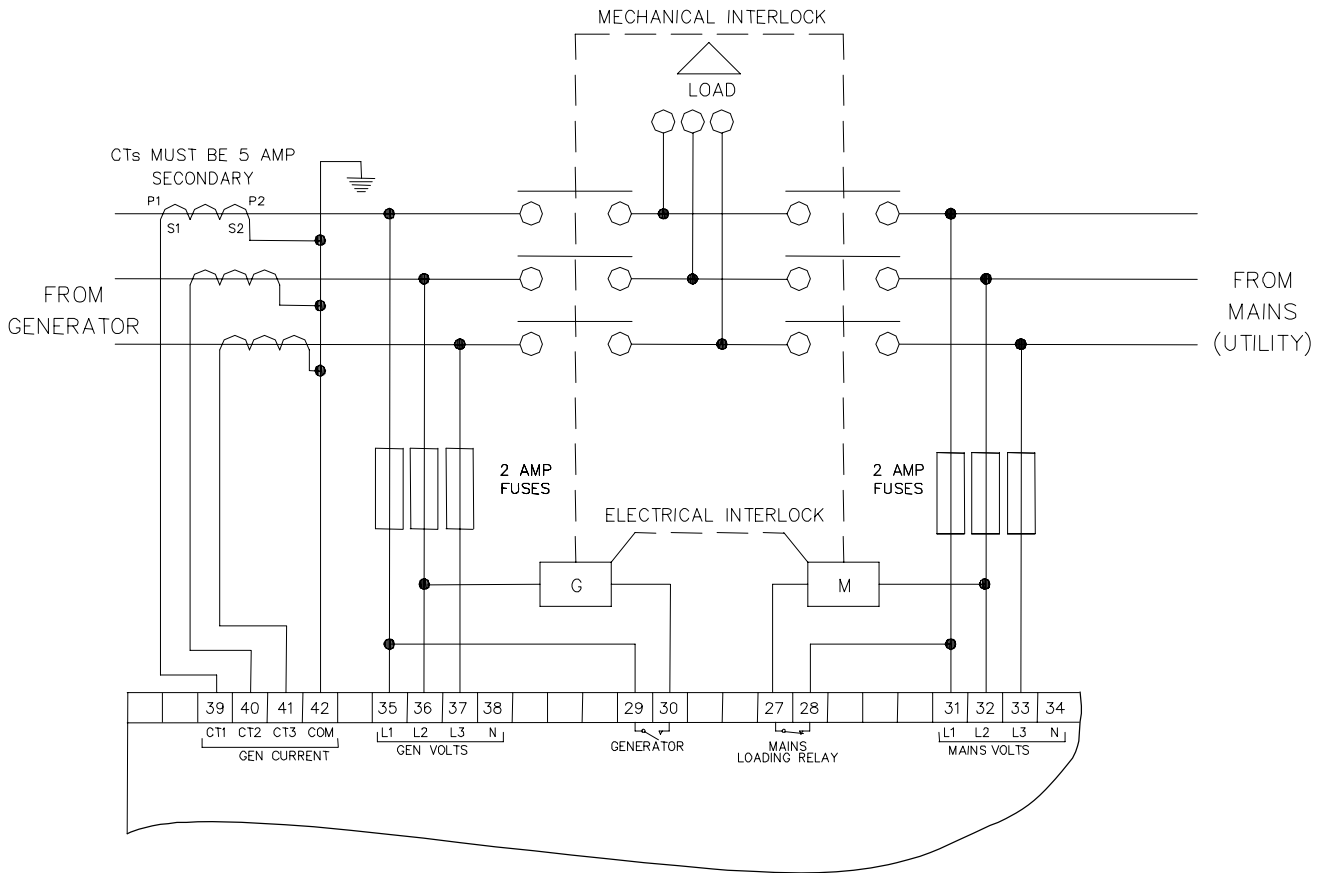 MECHANICAL INTERLOCK
LOAD
CTs MUST BE 5 AMP
SECONDARY
P1
P2
S1
S2
FROM
GENERATOR
FROM
MAINS
(UTILITY)
2 AMP
FUSES
2 AMP
FUSES
ELECTRICAL INTERLOCK
G
M
39 40 41 42 35 36 37 38 29 30 27 28 31 32 33 34
CT1 CT2 CT3 COM L1 L2 L3 N L1 L2 L3 N
GEN CURRENT
GEN VOLTS
GENERATOR
MAINS
LOADING RELAY
MAINS VOLTS